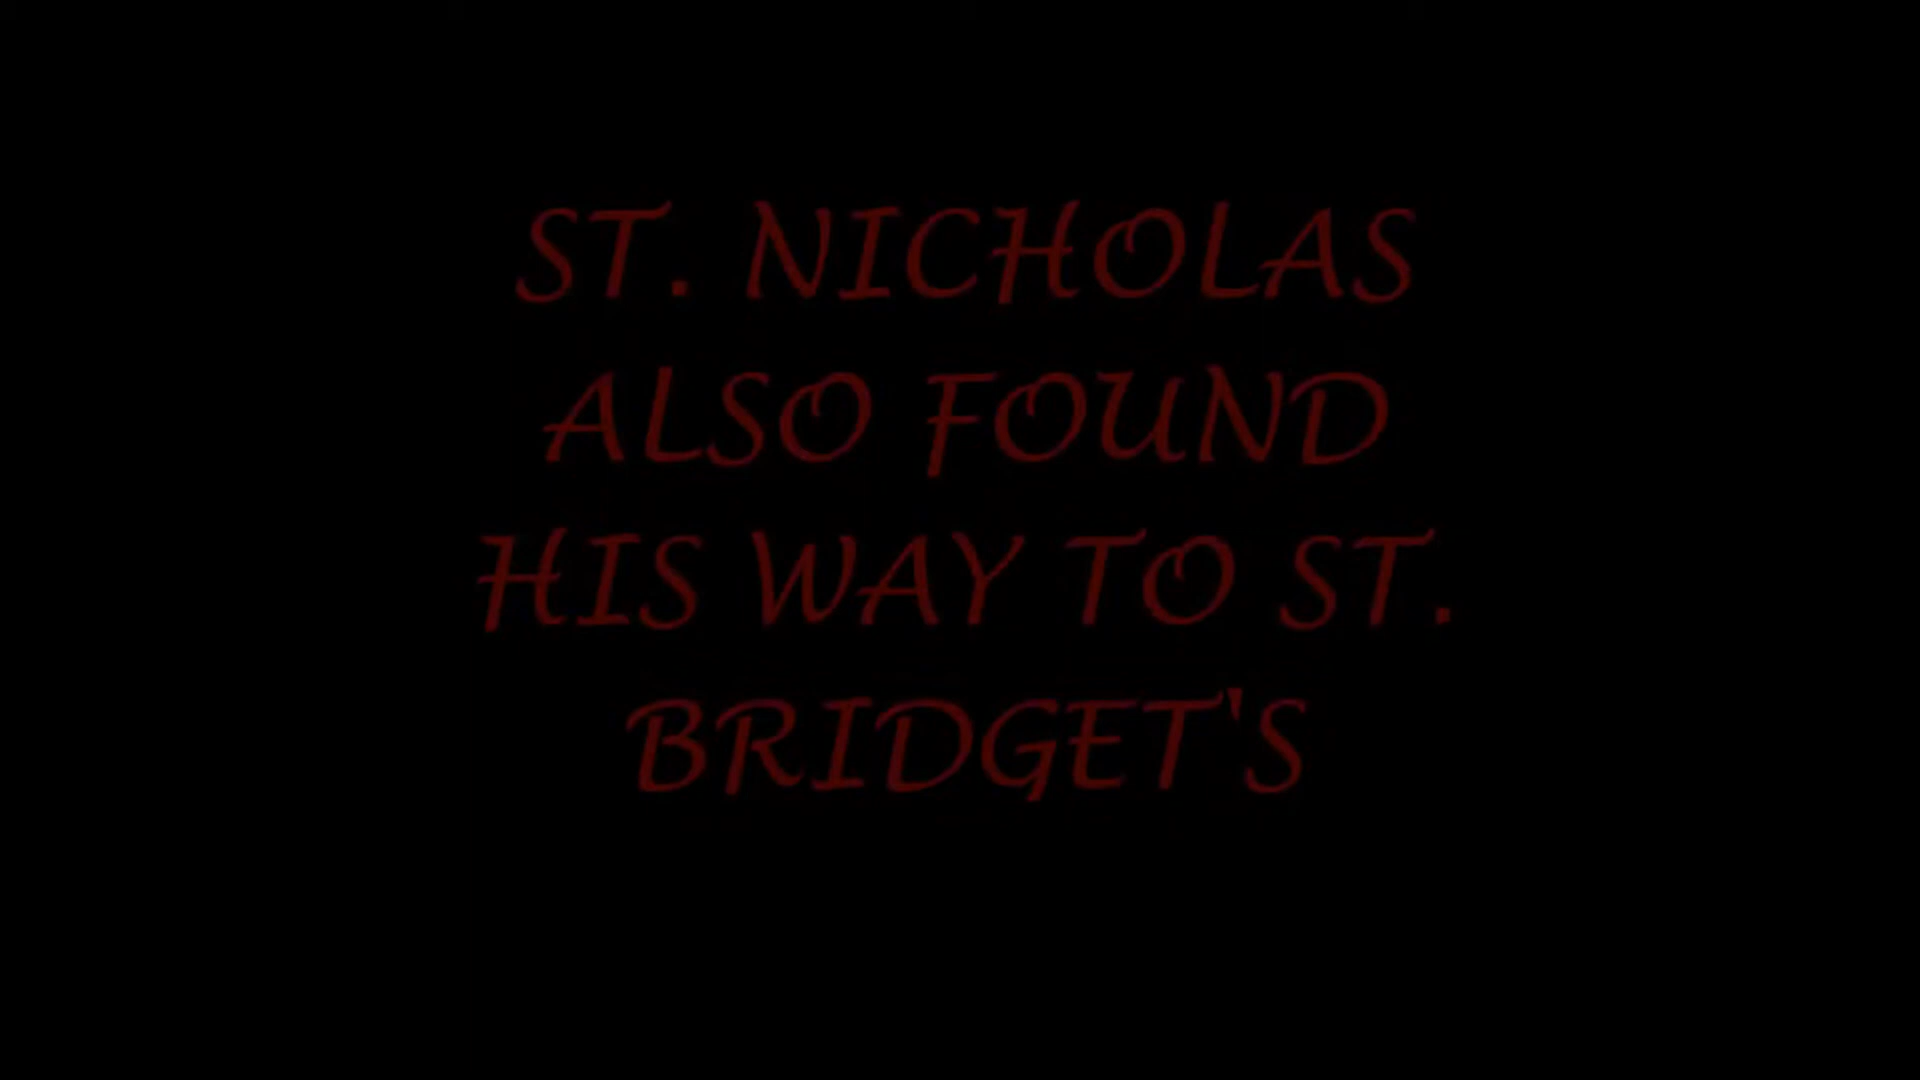 ST. NICHOLAS
ALSO FOUND
HIS WAY TO ST.
BRIDGET'S